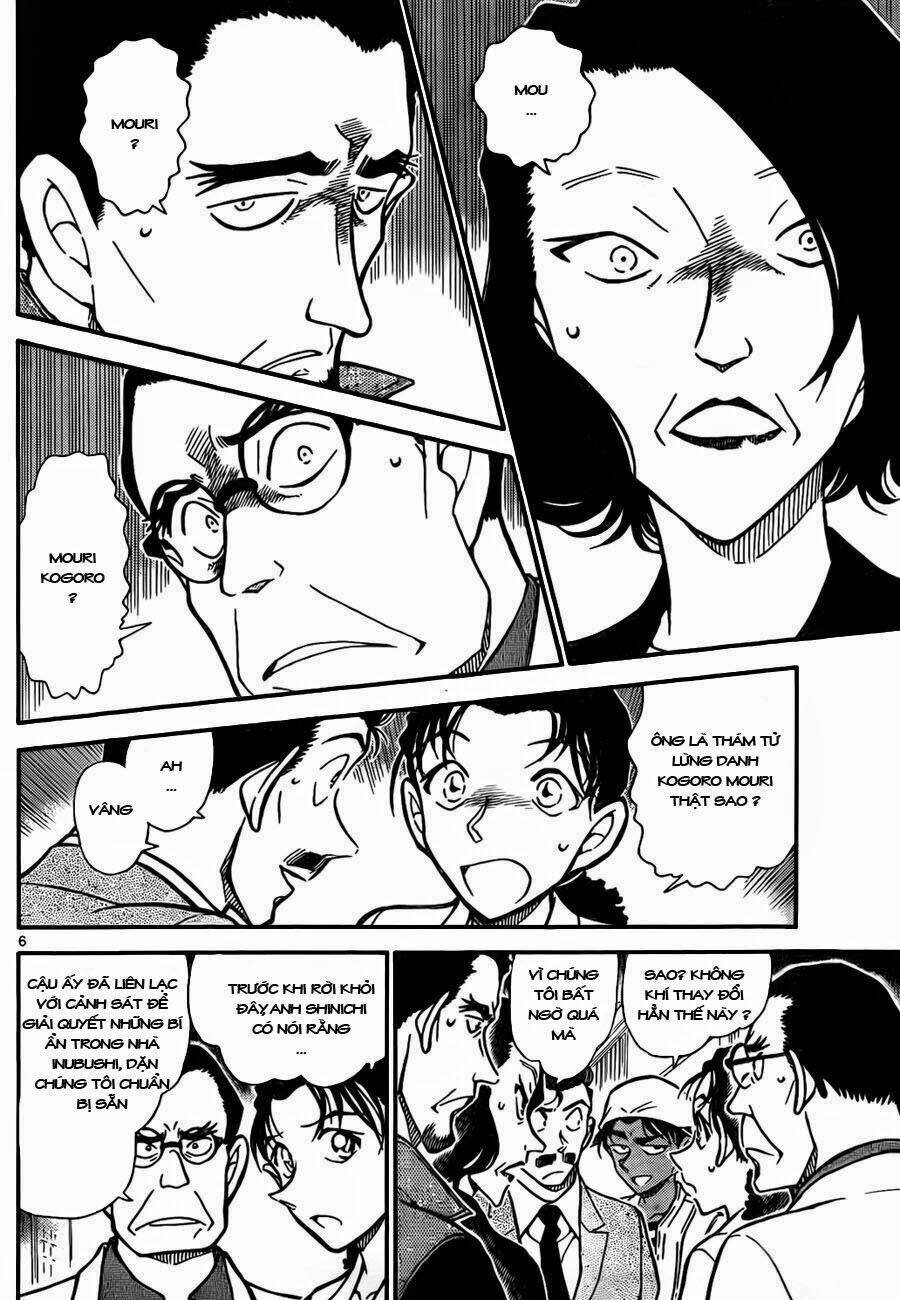 MOU
...
MOURI
?
MOURI
KOGORO
?
ÔNG LÀ THÁM TỬ
LỪNG DANH
KOGORO MOURI
THẬT SAO ?
AH
...
VÂNG
6
SAO? KHÔNG
KHÍ THAY ĐỔI
HẲN THẾ NÀY ?
VÌ CHÚNG
TÔI BẤT
NGỜ QUÁ
MÀ
TRƯỚC KHI RỜI KHỎI
ĐÂY, ANH SHINICHI
CÓ NÓI RẰNG
...
CẬU ẤY ĐÃ LIÊN LẠC
VỚI CẢNH SÁT ĐỂ
GIẢI QUYẾT NHỮNG BÍ
ẨN TRONG NHÀ
INUBUSHI, DẶN
CHÚNG TÔI CHUẨN
BỊ SẴN